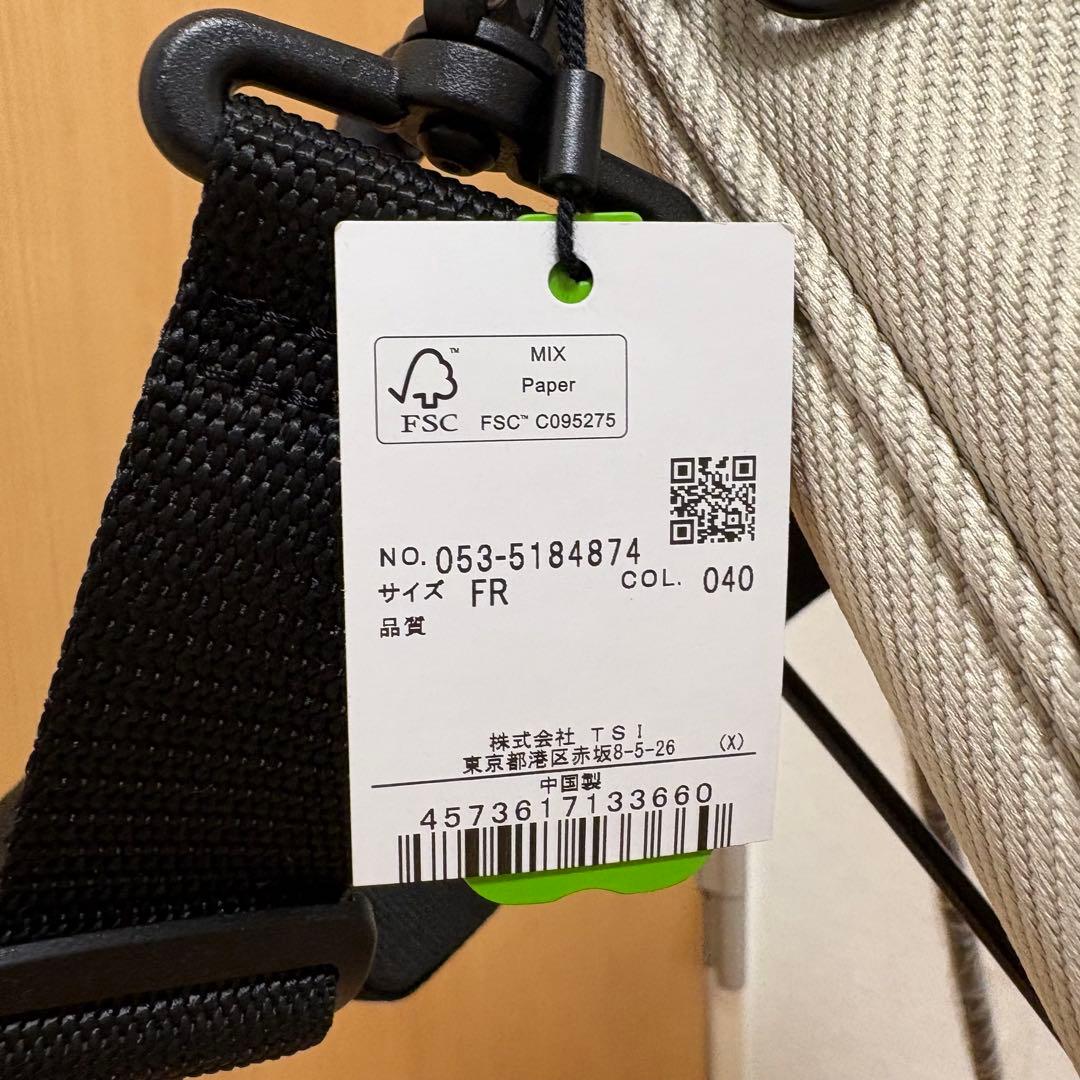 MIX
Paper
FSC™ FSC™ C095275
NO. 053-5184874
サイズ FR COL. 040
品質
株式会社 TSI
東京都港区赤坂8-5-26 (X)
中国製
4573617133660